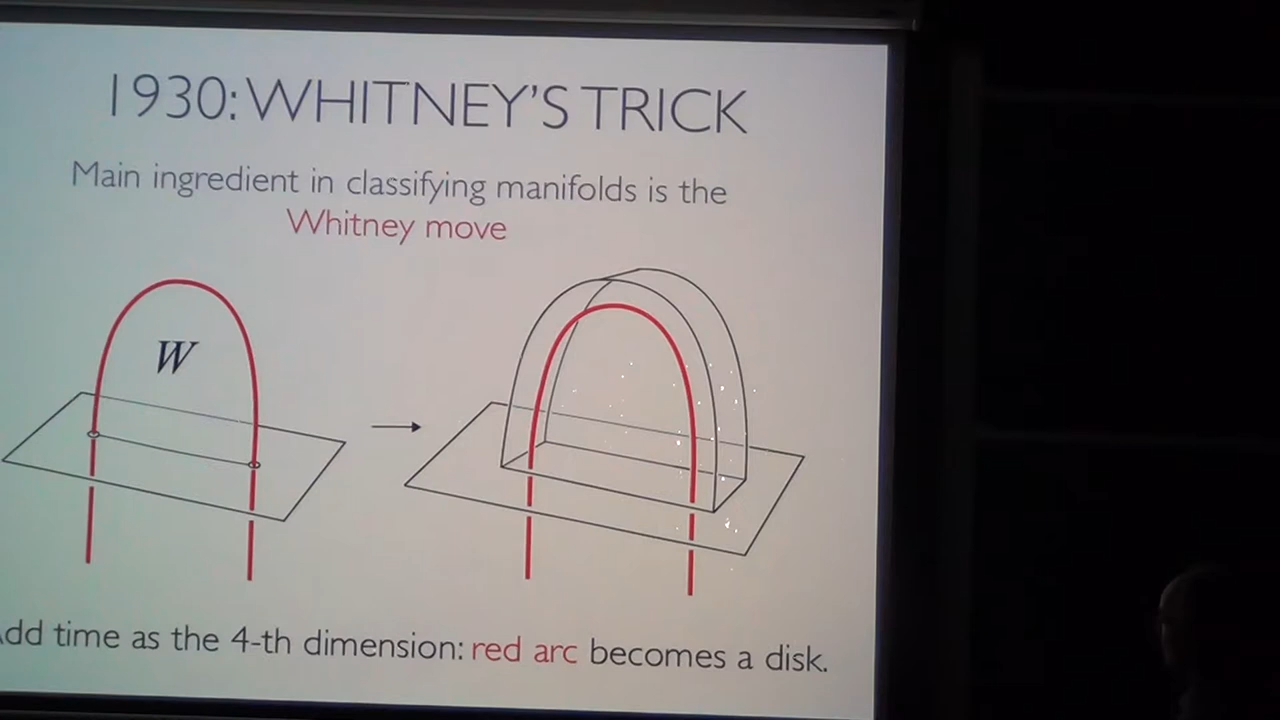 1930: WHITNEY'S TRICK
Main ingredient in classifying manifolds is the
Whitney move
W
dd time as the 4-th dimension: red arc becomes a disk.